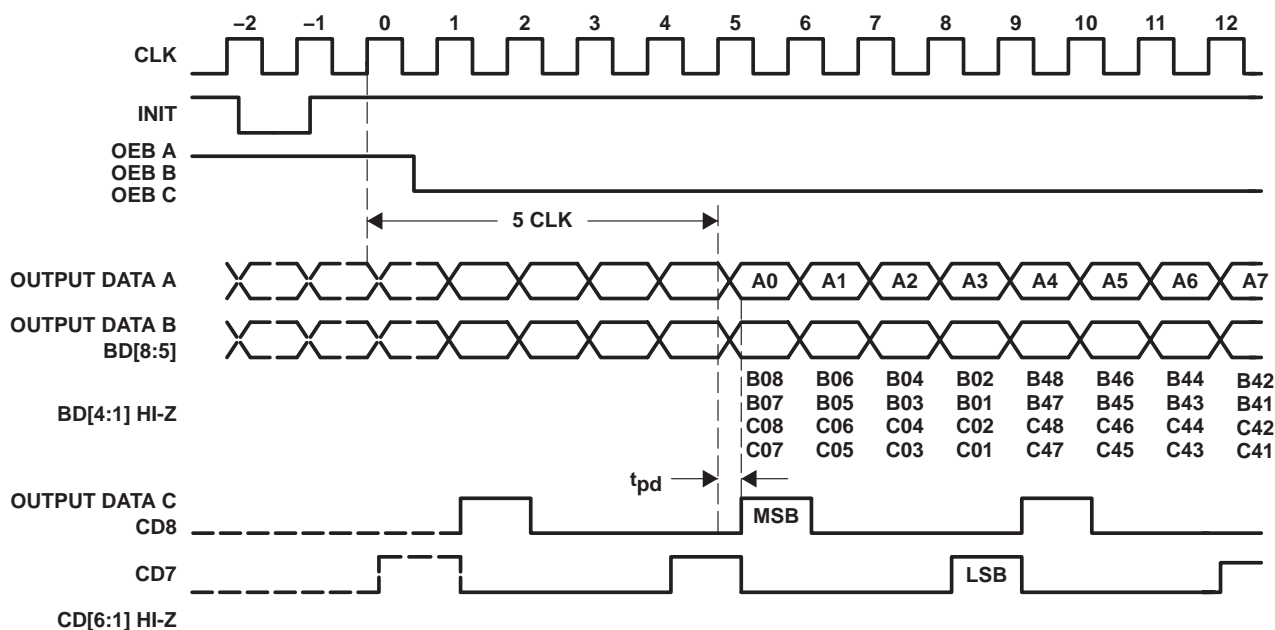 –2 –1 0 1 2 3 4 5 6 7 8 9 10 11 12
CLK
INIT
OEB A
OEB B
OEB C
5 CLK
OUTPUT DATA A A0 A1 A2 A3 A4 A5 A6 A7
OUTPUT DATA B
BD[8:5]
B08 B06 B04 B02 B48 B46 B44 B42
BD[4:1] HI-Z B07 B05 B03 B01 B47 B45 B43 B41
C08 C06 C04 C02 C48 C46 C44 C42
C07 C05 C03 C01 C47 C45 C43 C41
tpd
OUTPUT DATA C
CD8 MSB
CD7 LSB
CD[6:1] HI-Z